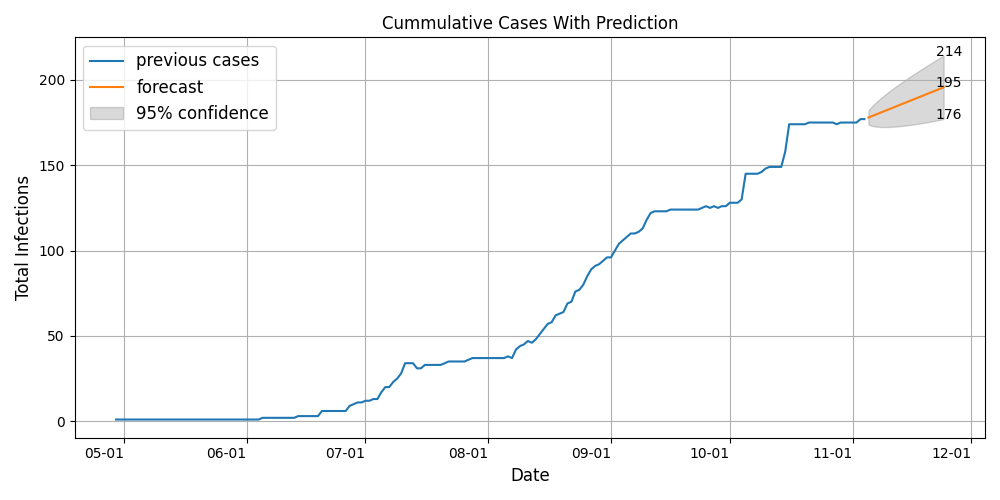 Cummulative Cases With Prediction
previous cases
forecast
95% confidence
214
195
176
200
150
100
50
0
Total Infections
05-01 06-01 07-01 08-01 09-01 10-01 11-01 12-01
Date